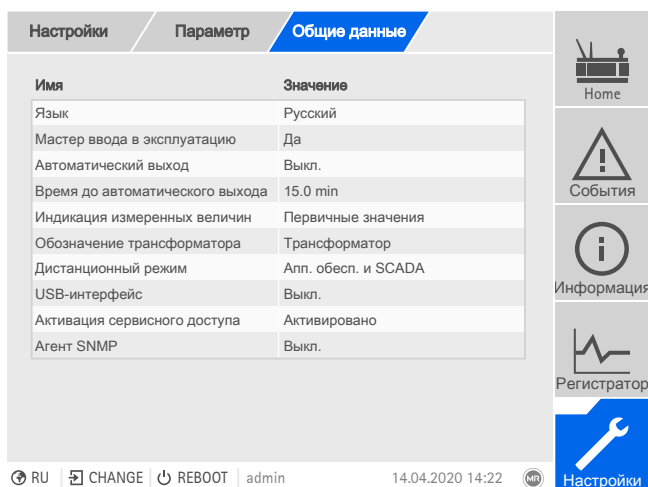 Настройки Параметр Общие данные
Имя Значение
Язык Русский
Мастер ввода в эксплуатацию Да
Автоматический выход Выкл.
Время до автоматического выхода 15.0 min
Индикация измеренных величин Первичные значения
Обозначение трансформатора Трансформатор
Дистанционный режим Апп. обесп. и SCADA
USB-интерфейс Выкл.
Активация сервисного доступа Активировано
Агент SNMP Выкл.
Home
События
Информация
Регистратор
Настройки
RU CHANGE REBOOT admin 14.04.2020 14:22 MR